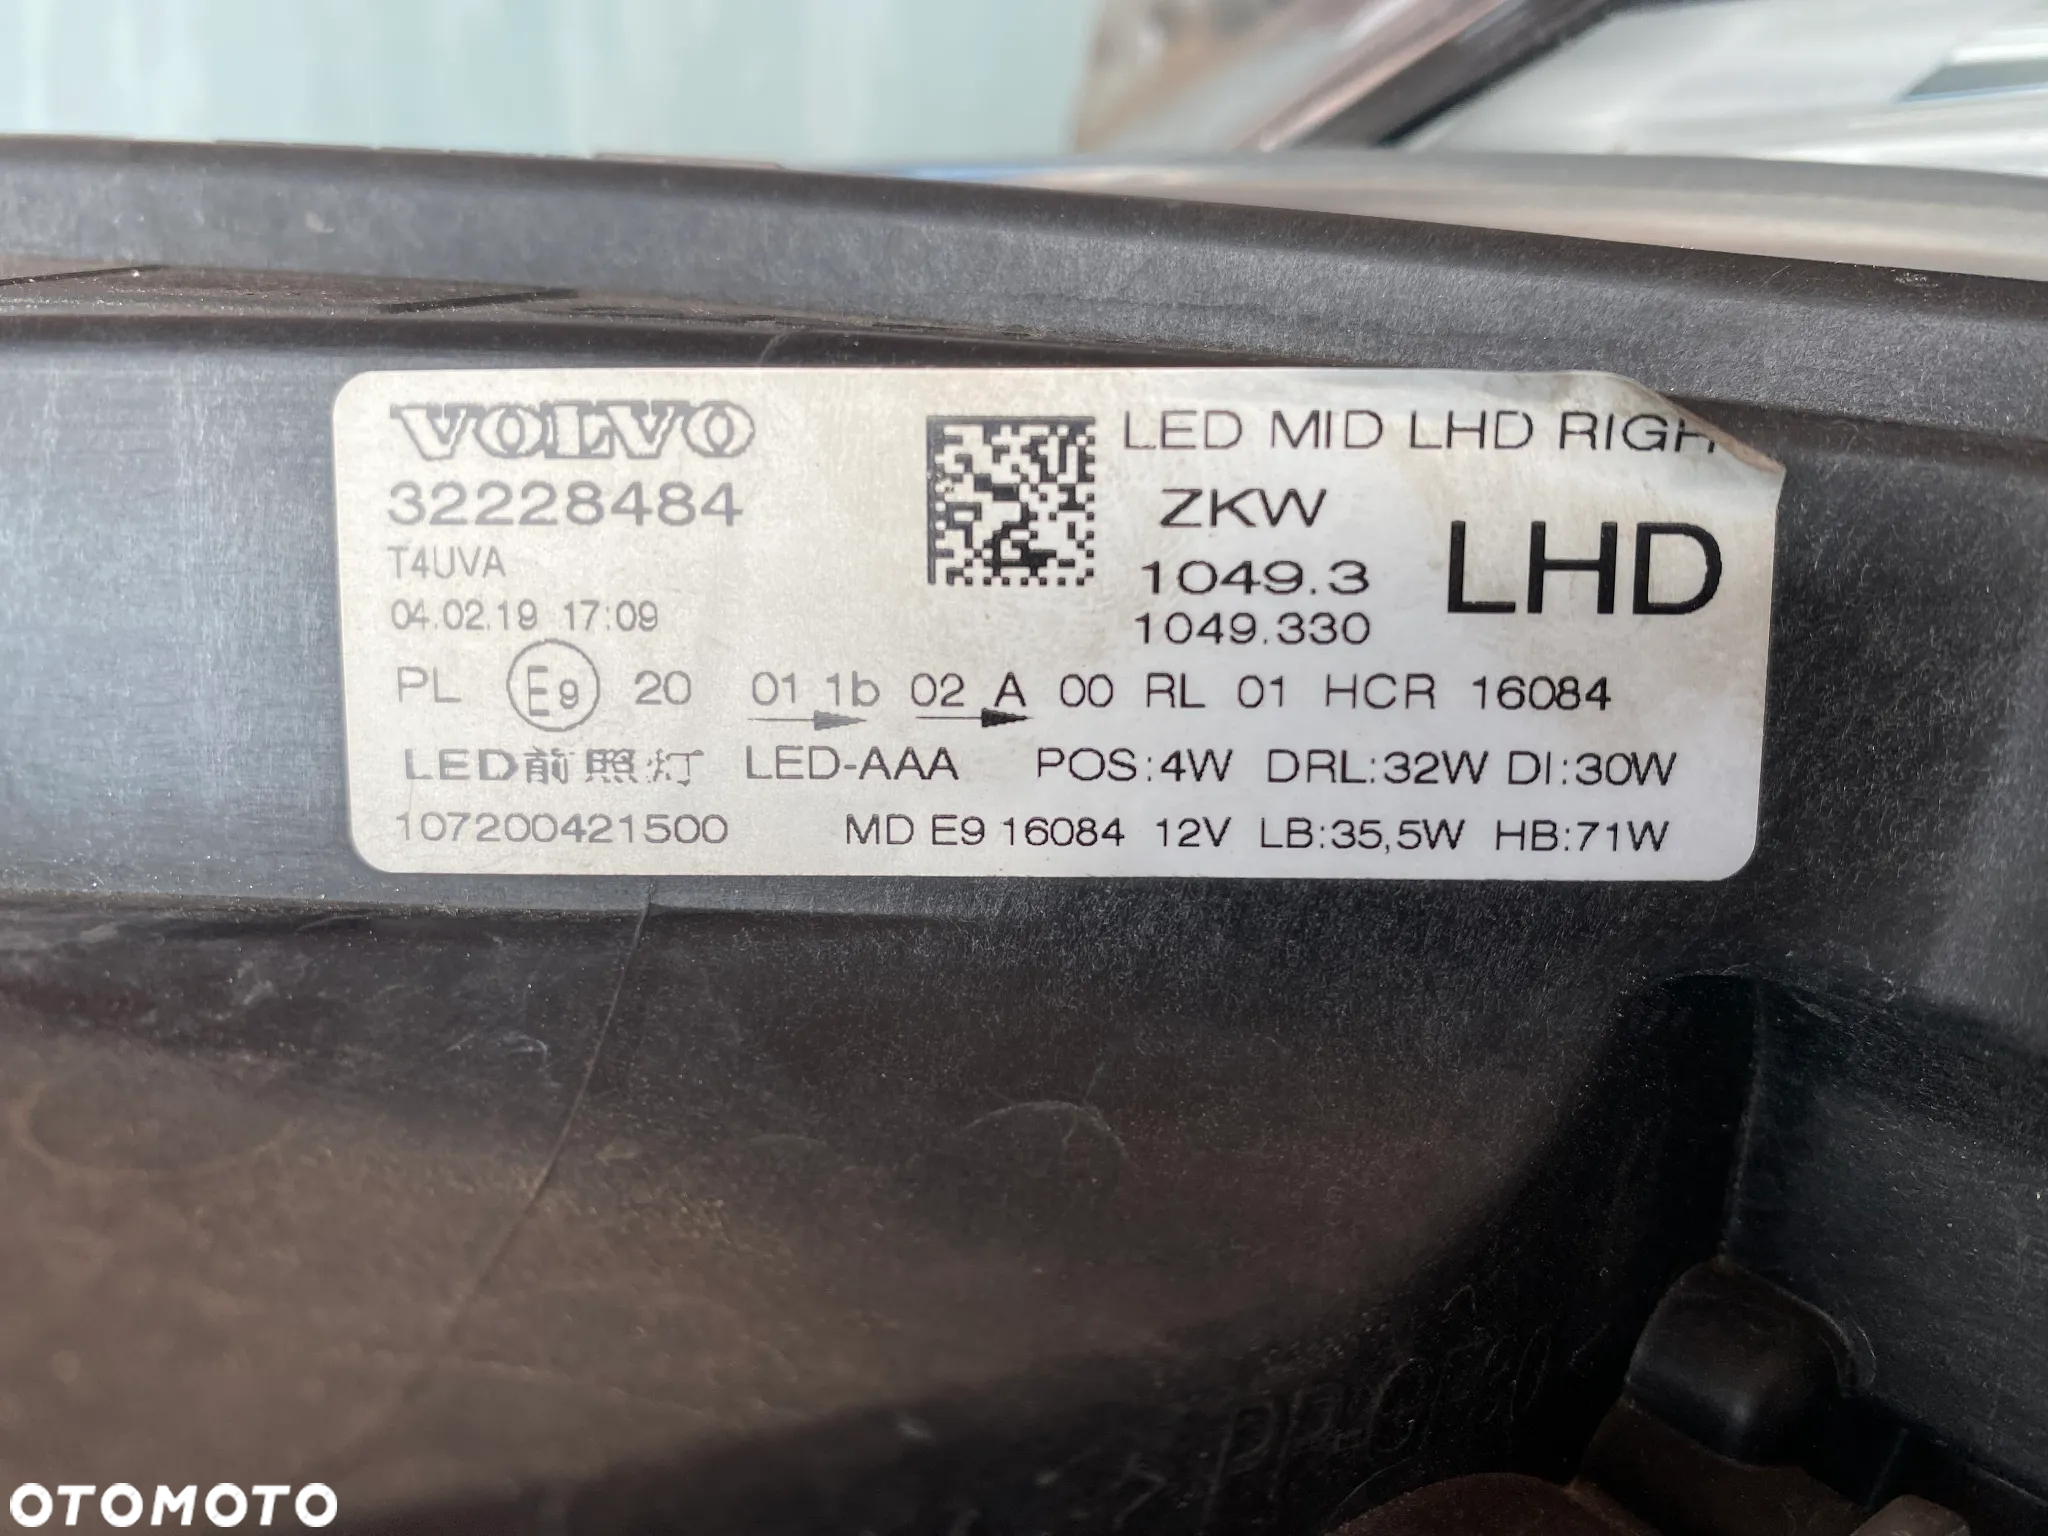 VOLVO
32228484
T4UVA
04.02.19 17:09
LED MID LHD RIGH
ZKW
1049.3
1049.330
LHD
PL E9 20 01 1b 02 A 00 RL 01 HCR 16084
LED前照灯 LED-AAA POS:4W DRL:32W DI:30W
107200421500 MD E9 16084 12V LB:35,5W HB:71W
OTOMOTO